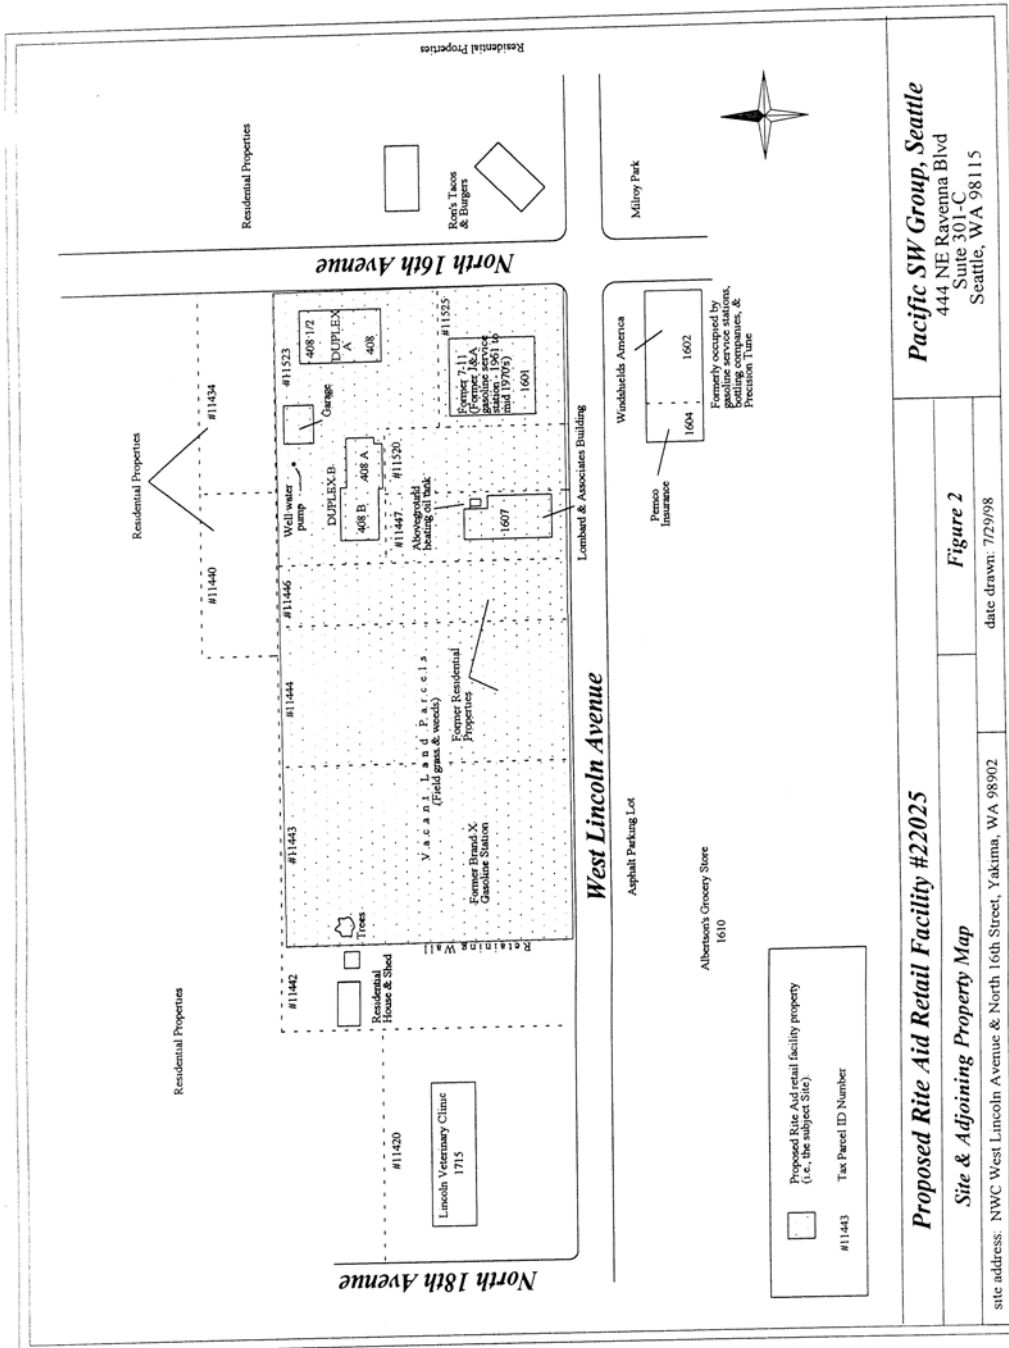 Residential Properties
Residential Properties
Residential Properties
Residential Properties
#11440
#11434
#11442
#11443
#11444
#11446
#11523
Well water
pump
Garage
408 1/2
DUPLEX
A
408
DUPLEX B
408 B
408 A
#11447
#11520
#11525
Aboveground
heating oil tank
Former 7-11
(Former J&A
gasoline service
station - 1961 to
mid 1970's)
1601
1607
Lombard & Associates Building
Trees
Residential
House & Shed
Retaining Wall
Vacant Land Parcels
(Field grass & weeds)
Former Residential
Properties
Former Brand-X
Gasoline Station
#11420
Lincoln Veterinary Clinic
1715
North 18th Avenue
North 16th Avenue
Ron's Tacos
& Burgers
West Lincoln Avenue
Milroy Park
Asphalt Parking Lot
Albertson's Grocery Store
1610
Pemco
Insurance
Windshields America
1604
1602
Formerly occupied by
gasoline service stations,
bottling companies, &
Precision Tune
Proposed Rite Aid retail facility property
(i.e., the subject Site)
#11443
Tax Parcel ID Number
Proposed Rite Aid Retail Facility #22025
Site & Adjoining Property Map
Figure 2
site address: NWC West Lincoln Avenue & North 16th Street, Yakima, WA 98902
date drawn: 7/29/98
Pacific SW Group, Seattle
444 NE Ravenna Blvd
Suite 301-C
Seattle, WA 98115